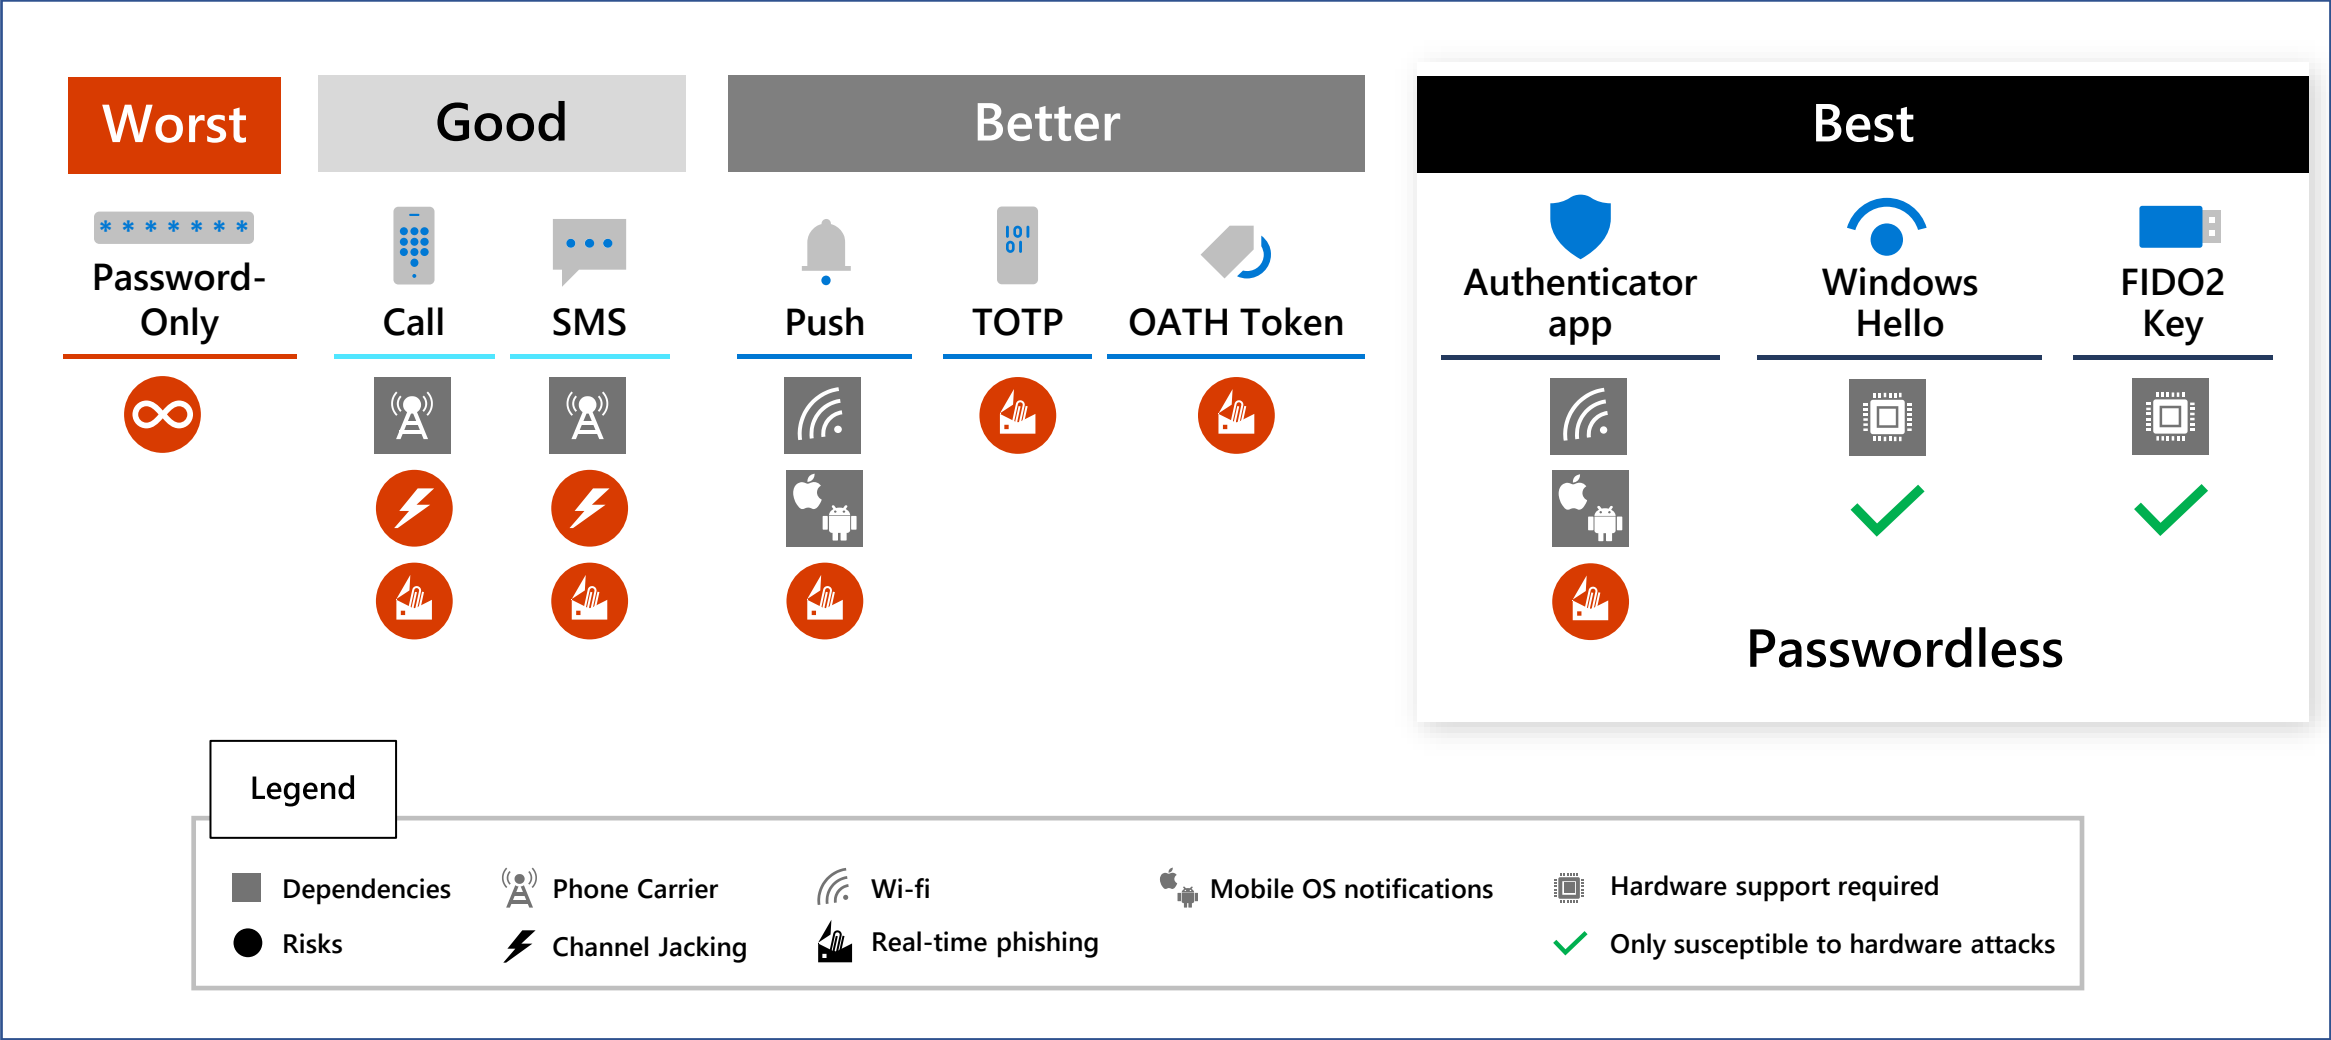 Worst
Good
Better
Best
* * * * * * *
Password-
Only
Call
SMS
Push
101
01
TOTP
OATH Token
Authenticator
app
Windows
Hello
FIDO2
Key
Passwordless
Legend
Dependencies
Phone Carrier
Wi-fi
Mobile OS notifications
Hardware support required
Risks
Channel Jacking
Real-time phishing
Only susceptible to hardware attacks